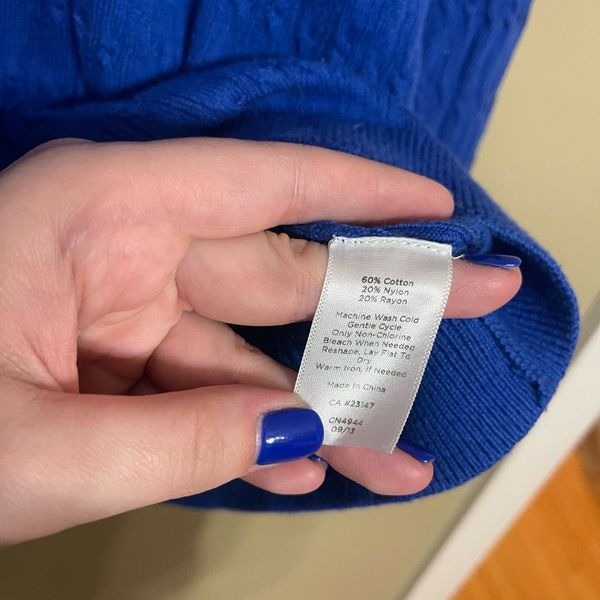 60% Cotton
20% Nylon
20% Rayon
Machine Wash Cold
Gentle Cycle
Only Non-Chlorine
Bleach When Needed
Reshape, Lay Flat To
Dry
Warm Iron, If Needed
Made In China
CA #23147
CN4944
09/13